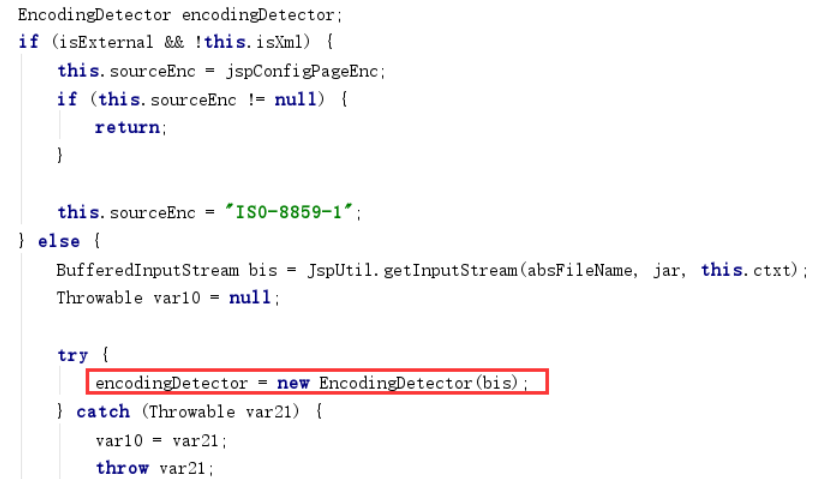 EncodingDetector encodingDetector;
if (isExternal && !this.isXml) {
    this.sourceEnc = jspConfigPageEnc;
    if (this.sourceEnc != null) {
        return;
    }
    this.sourceEnc = "ISO-8859-1";
} else {
    BufferedInputStream bis = JspUtil.getInputStream(absFileName, jar, this.ctxt);
    Throwable var10 = null;
    try {
        encodingDetector = new EncodingDetector(bis);
    } catch (Throwable var21) {
        var10 = var21;
        throw var21;